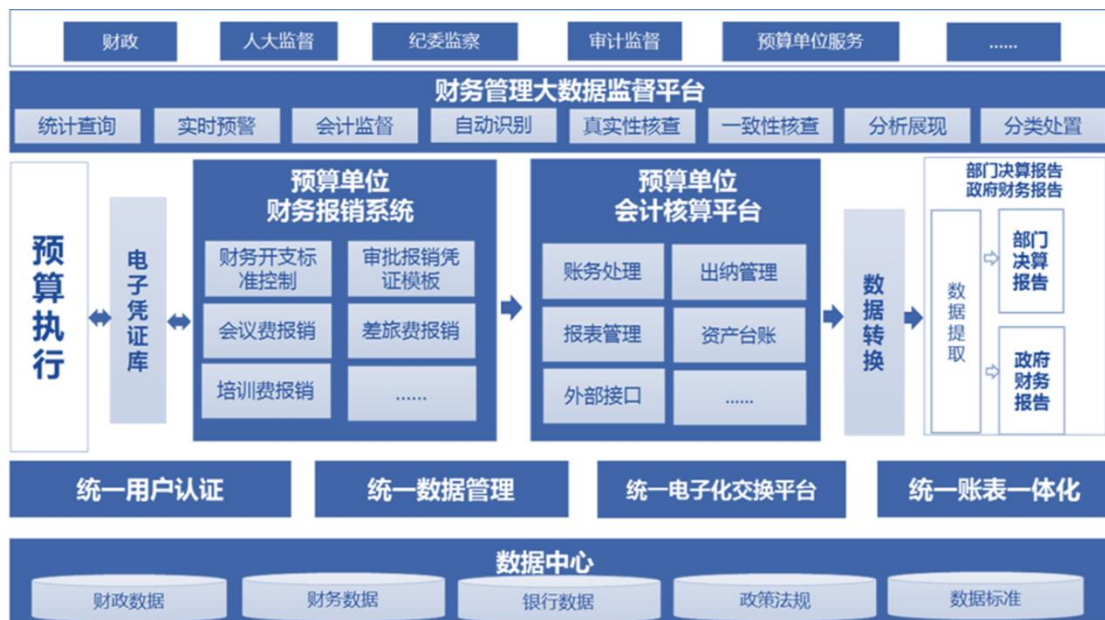 财政
人大监督
纪委监察
审计监督
预算单位服务
......
财务管理大数据监督平台
统计查询
实时预警
会计监督
自动识别
真实性核查
一致性核查
分析展现
分类处置
预算执行
电子凭证库
预算单位
财务报销系统
财务开支标
准控制
审批报销凭
证模板
会议费报销
差旅费报销
培训费报销
......
预算单位
会计核算平台
账务处理
出纳管理
报表管理
资产台账
外部接口
......
数据转换
部门决算报告
政府财务报告
数据提取
部门
决算
报告
政府
财务
报告
统一用户认证
统一数据管理
统一电子化交换平台
统一账表一体化
数据中心
财政数据
财务数据
银行数据
政策法规
数据标准